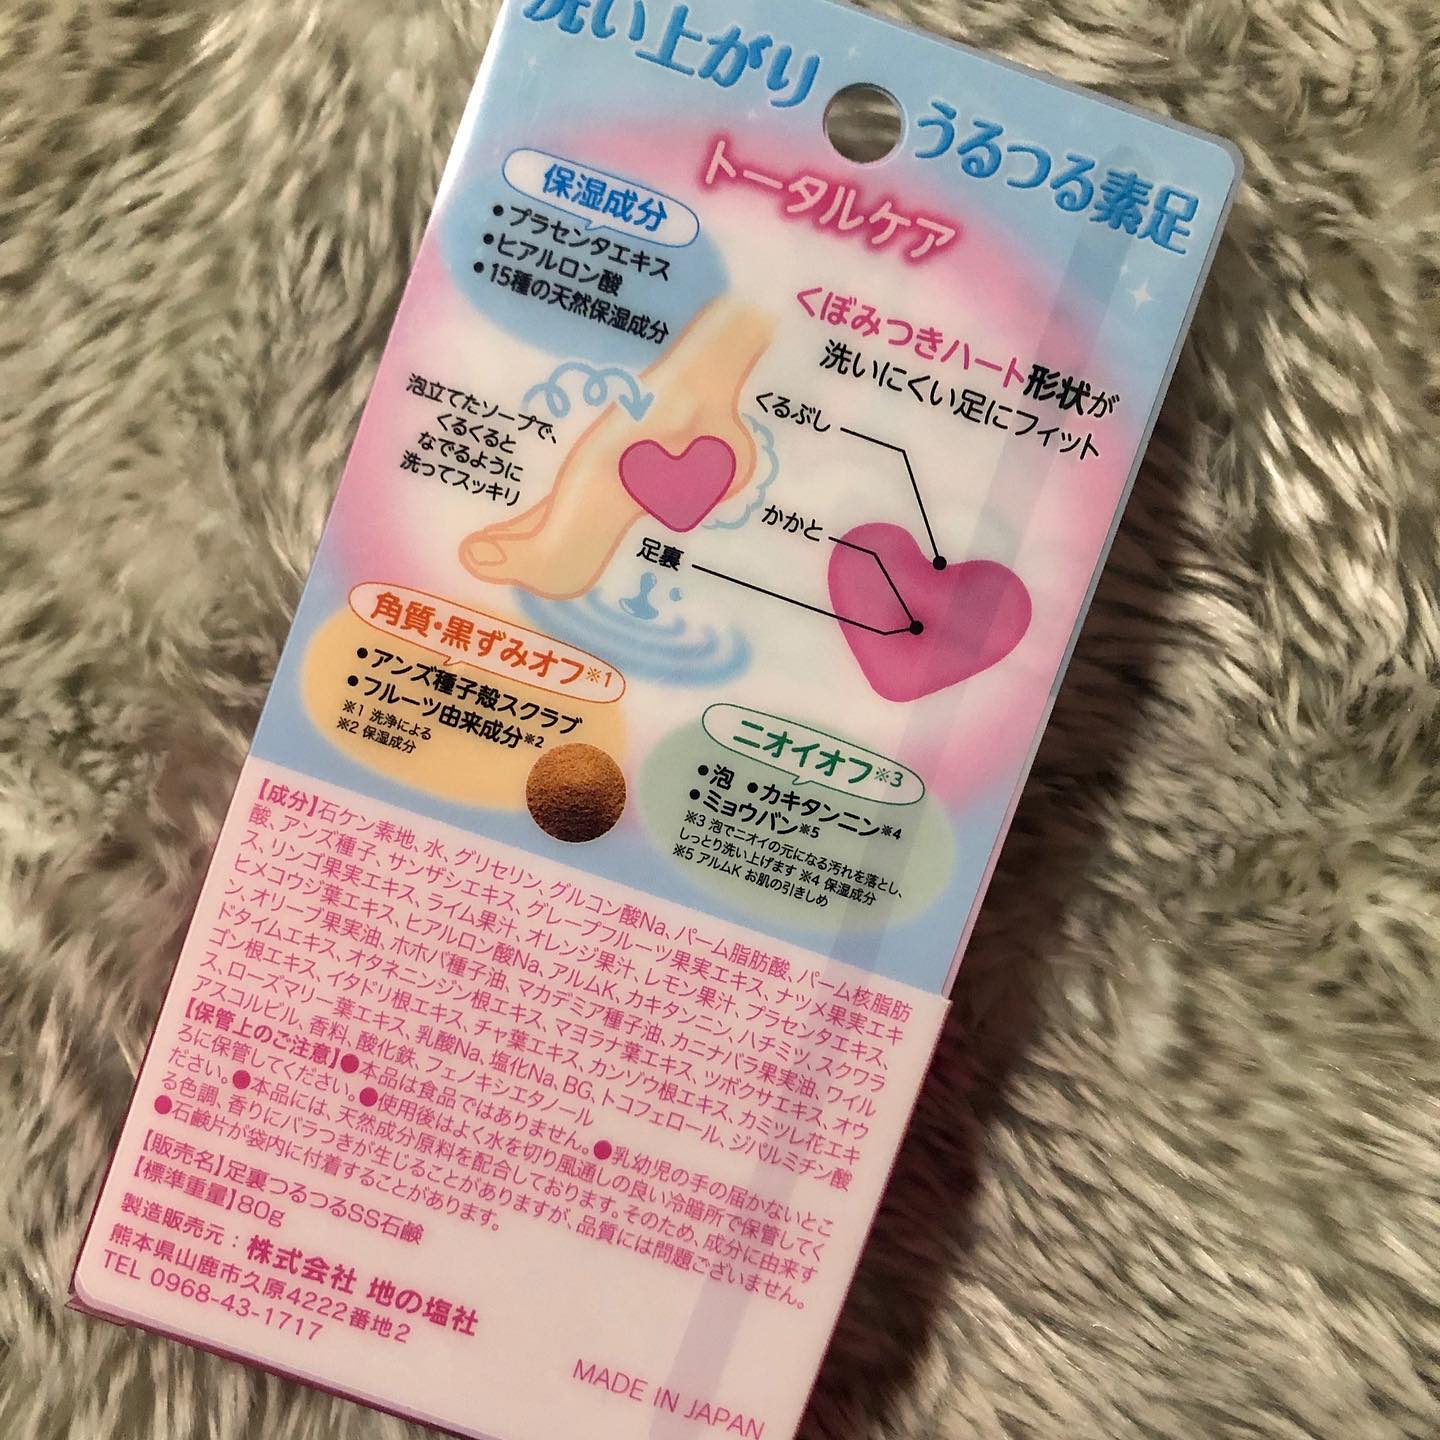 洗い上がり うるつる素足
トータルケア
保湿成分
•プラセンタエキス
•ヒアルロン酸
•15種の天然保湿成分
くぼみつきハート形状が
洗いにくい足にフィット
泡立てたソープで、
くるくると
なでるように
洗ってスッキリ
くるぶし
かかと
足裏
角質・黒ずみオフ※1
•アンズ種子殻スクラブ
•フルーツ由来成分※2
※1 洗浄による
※2 保湿成分
ニオイオフ※3
•泡 •カキタンニン※4
•ミョウバン※5
※3 泡でニオイの元になる汚れを落とし、
しっとり洗い上げます ※4 保湿成分
※5 アルムK お肌の引きしめ
【成分】石ケン素地、水、グリセリン、グルコン酸Na、パーム脂肪酸、パーム核脂肪
酸、アンズ種子、サンザシエキス、グレープフルーツ果実エキス、ナツメ果実エキ
ス、リンゴ果実エキス、ライム果汁、オレンジ果汁、レモン果汁、プラセンタエキス、
ヒメコウジ葉エキス、ヒアルロン酸Na、アルムK、カキタンニン、ハチミツ、スクワラ
ン、オリーブ果実油、ホホバ種子油、マカデミア種子油、カニナバラ果実油、ワイル
ドタイムエキス、オタネニンジン根エキス、マヨラナ葉エキス、ツボクサエキス、オウ
ゴン根エキス、イタドリ根エキス、チャ葉エキス、カンゾウ根エキス、カミツレ花エキ
ス、ローズマリー葉エキス、乳酸Na、塩化Na、BG、トコフェロール、ジパルミチン酸
アスコルビル、香料、酸化鉄、フェノキシエタノール
【保管上のご注意】●本品は食品ではありません。●乳幼児の手の届かないとこ
ろに保管してください。●使用後はよく水を切り風通しの良い冷暗所で保管してく
ださい。●本品には、天然成分原料を配合しております。そのため、成分に由来す
る色調、香りにバラつきが生じることがありますが、品質には問題ございません。
●石鹸片が袋内に付着することがあります。
【販売名】足裏つるつるSS石鹸
【標準重量】80g
製造販売元：株式会社 地の塩社
熊本県山鹿市久原4222番地2
TEL 0968-43-1717
MADE IN JAPAN